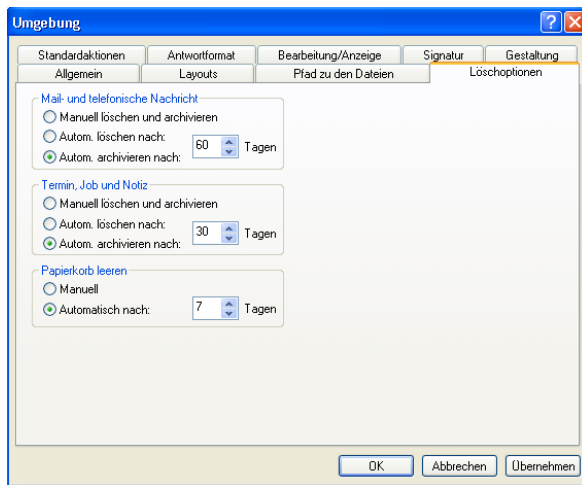 Umgebung
Standardaktionen Antwortformat Bearbeitung/Anzeige Signatur Gestaltung
Allgemein Layouts Pfad zu den Dateien Löschoptionen
Mail- und telefonische Nachricht
Manuell löschen und archivieren
Autom. löschen nach:
60 Tagen
Autom. archivieren nach:
Termin, Job und Notiz
Manuell löschen und archivieren
Autom. löschen nach:
30 Tagen
Autom. archivieren nach:
Papierkorb leeren
Manuell
Automatisch nach: 7 Tagen
OK Abbrechen Übernehmen